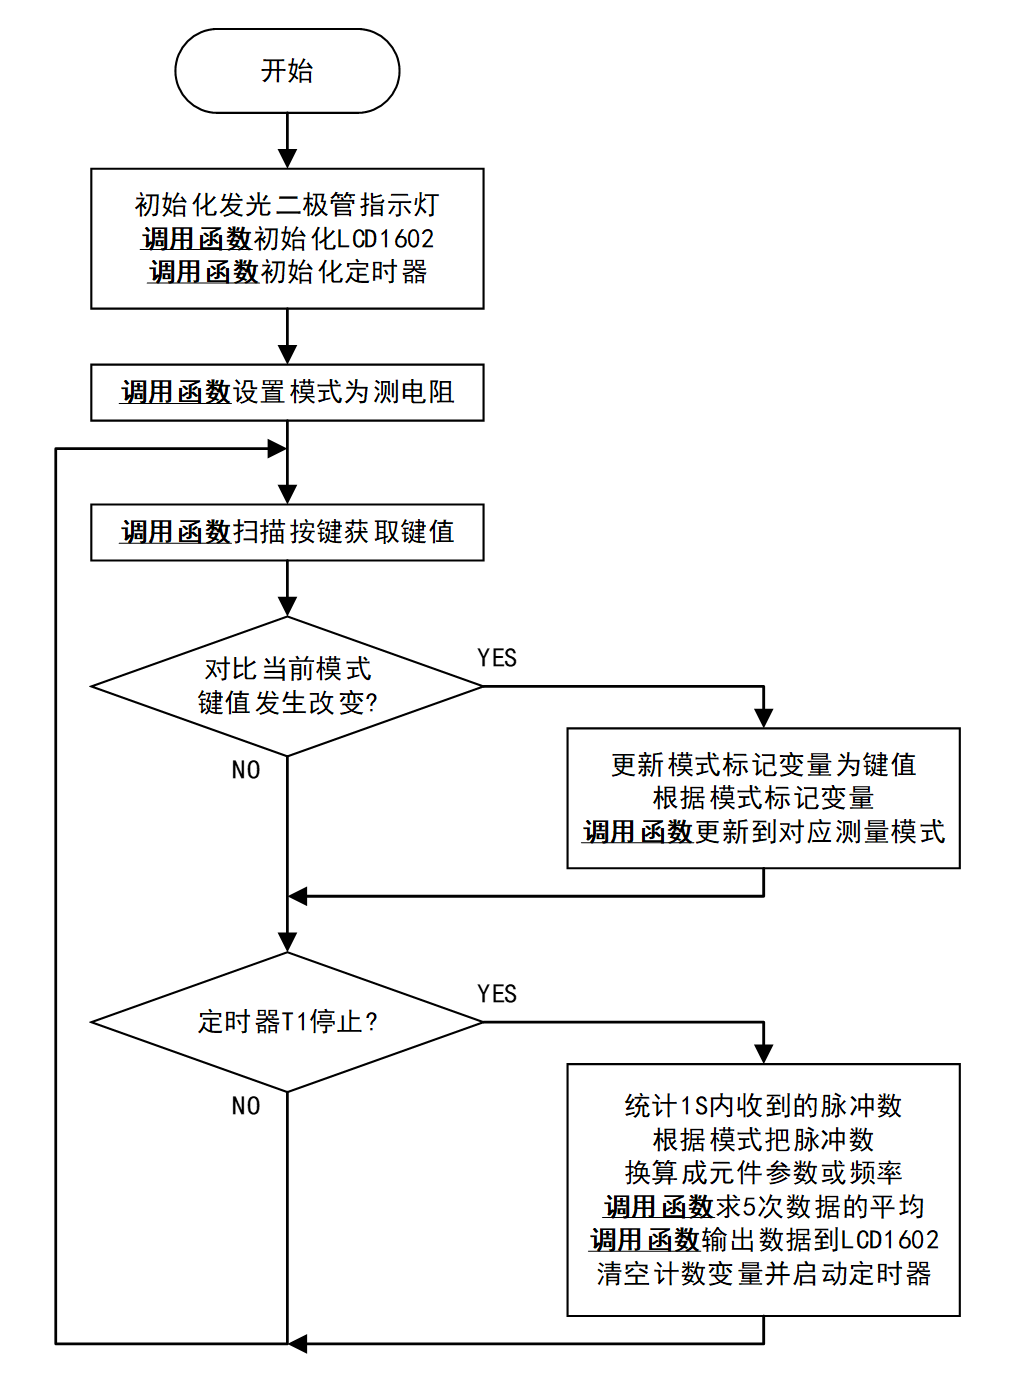 开始
初始化发光二极管指示灯
调用函数初始化LCD1602
调用函数初始化定时器
调用函数设置模式为测电阻
调用函数扫描按键获取键值
对比当前模式
键值发生改变?
YES
NO
更新模式标记变量为键值
根据模式标记变量
调用函数更新到对应测量模式
定时器T1停止?
YES
NO
统计1S内收到的脉冲数
根据模式把脉冲数
换算成元件参数或频率
调用函数求5次数据的平均
调用函数输出数据到LCD1602
清空计数变量并启动定时器